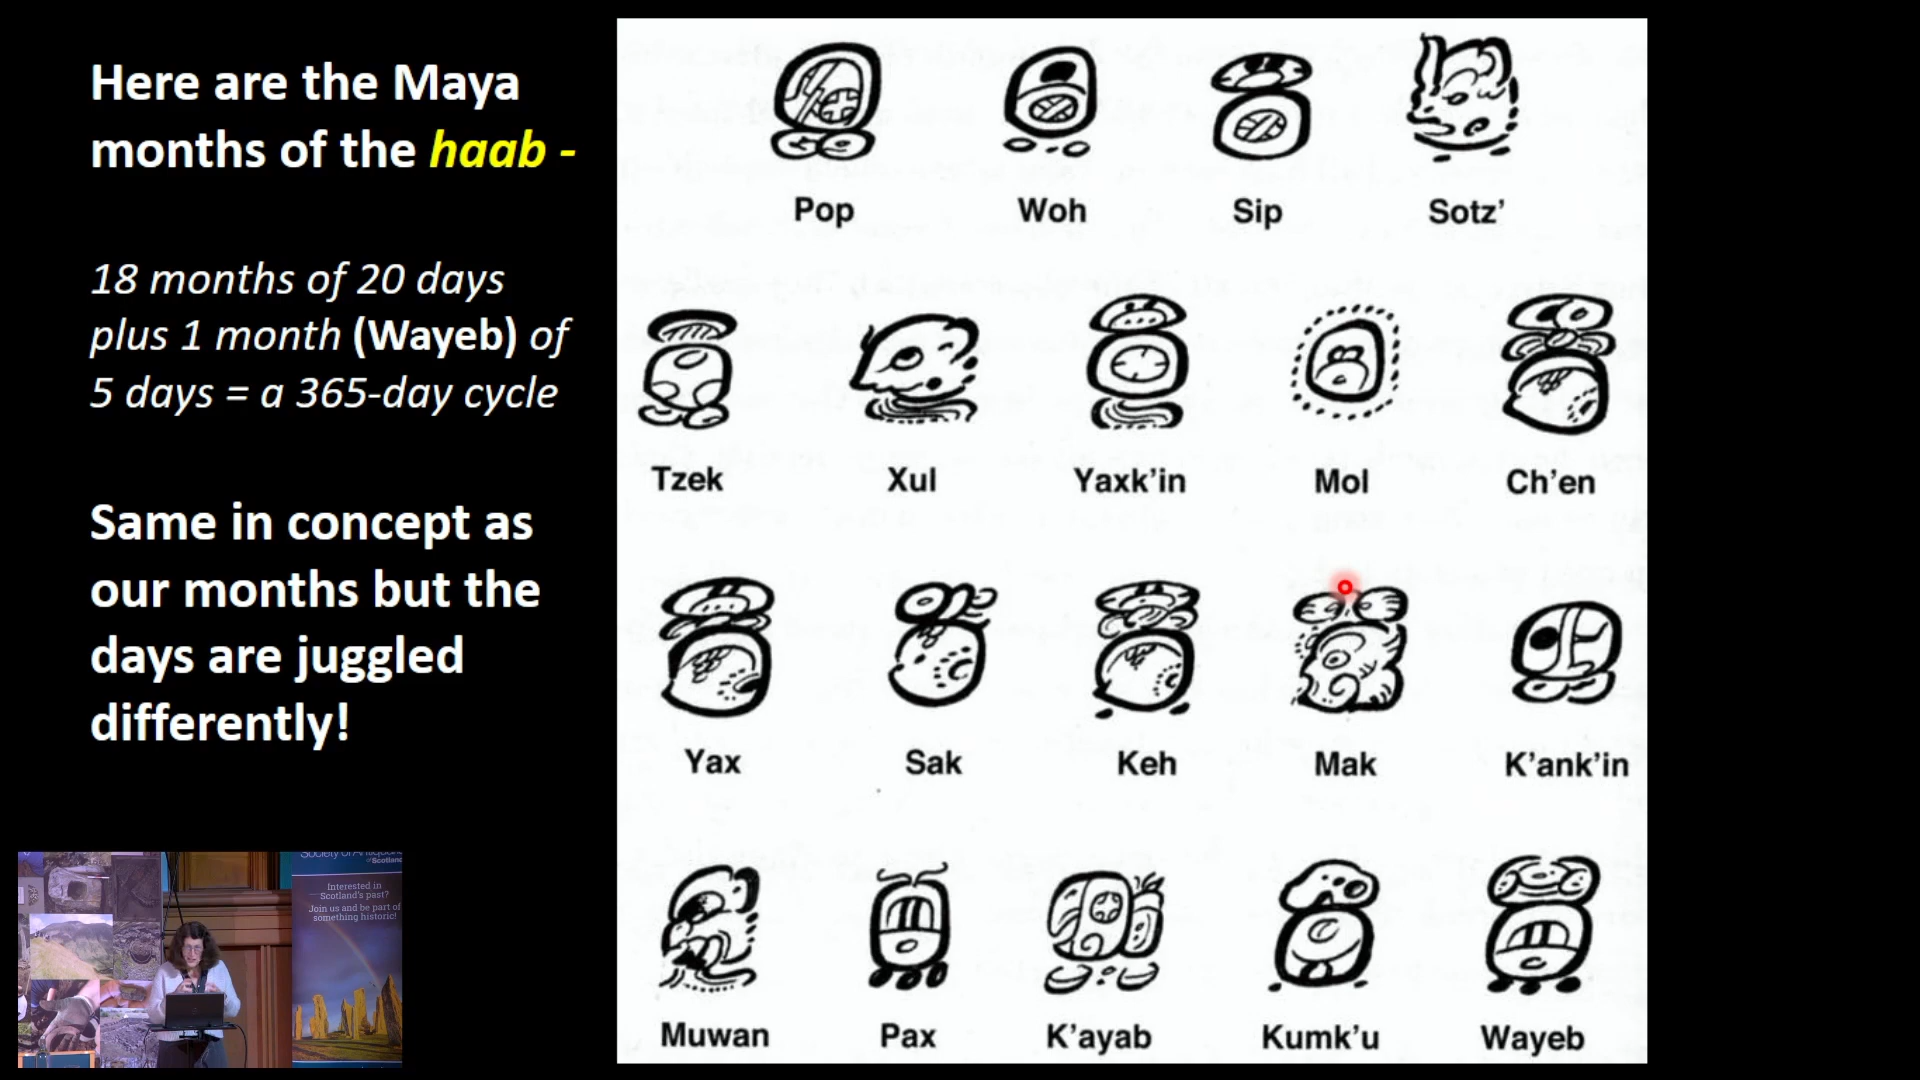 Here are the Maya
months of the haab -
18 months of 20 days
plus 1 month (Wayeb) of
5 days = a 365-day cycle
Same in concept as
our months but the
days are juggled
differently!
Pop Woh Sip Sotz’
Tzek Xul Yaxk’in Mol Ch’en
Yax Sak Keh Mak K’ank’in
Muwan Pax K’ayab Kumk’u Wayeb
Society of
Scotland
Interested in
Scotland's past?
Join us and be part of
something historic!